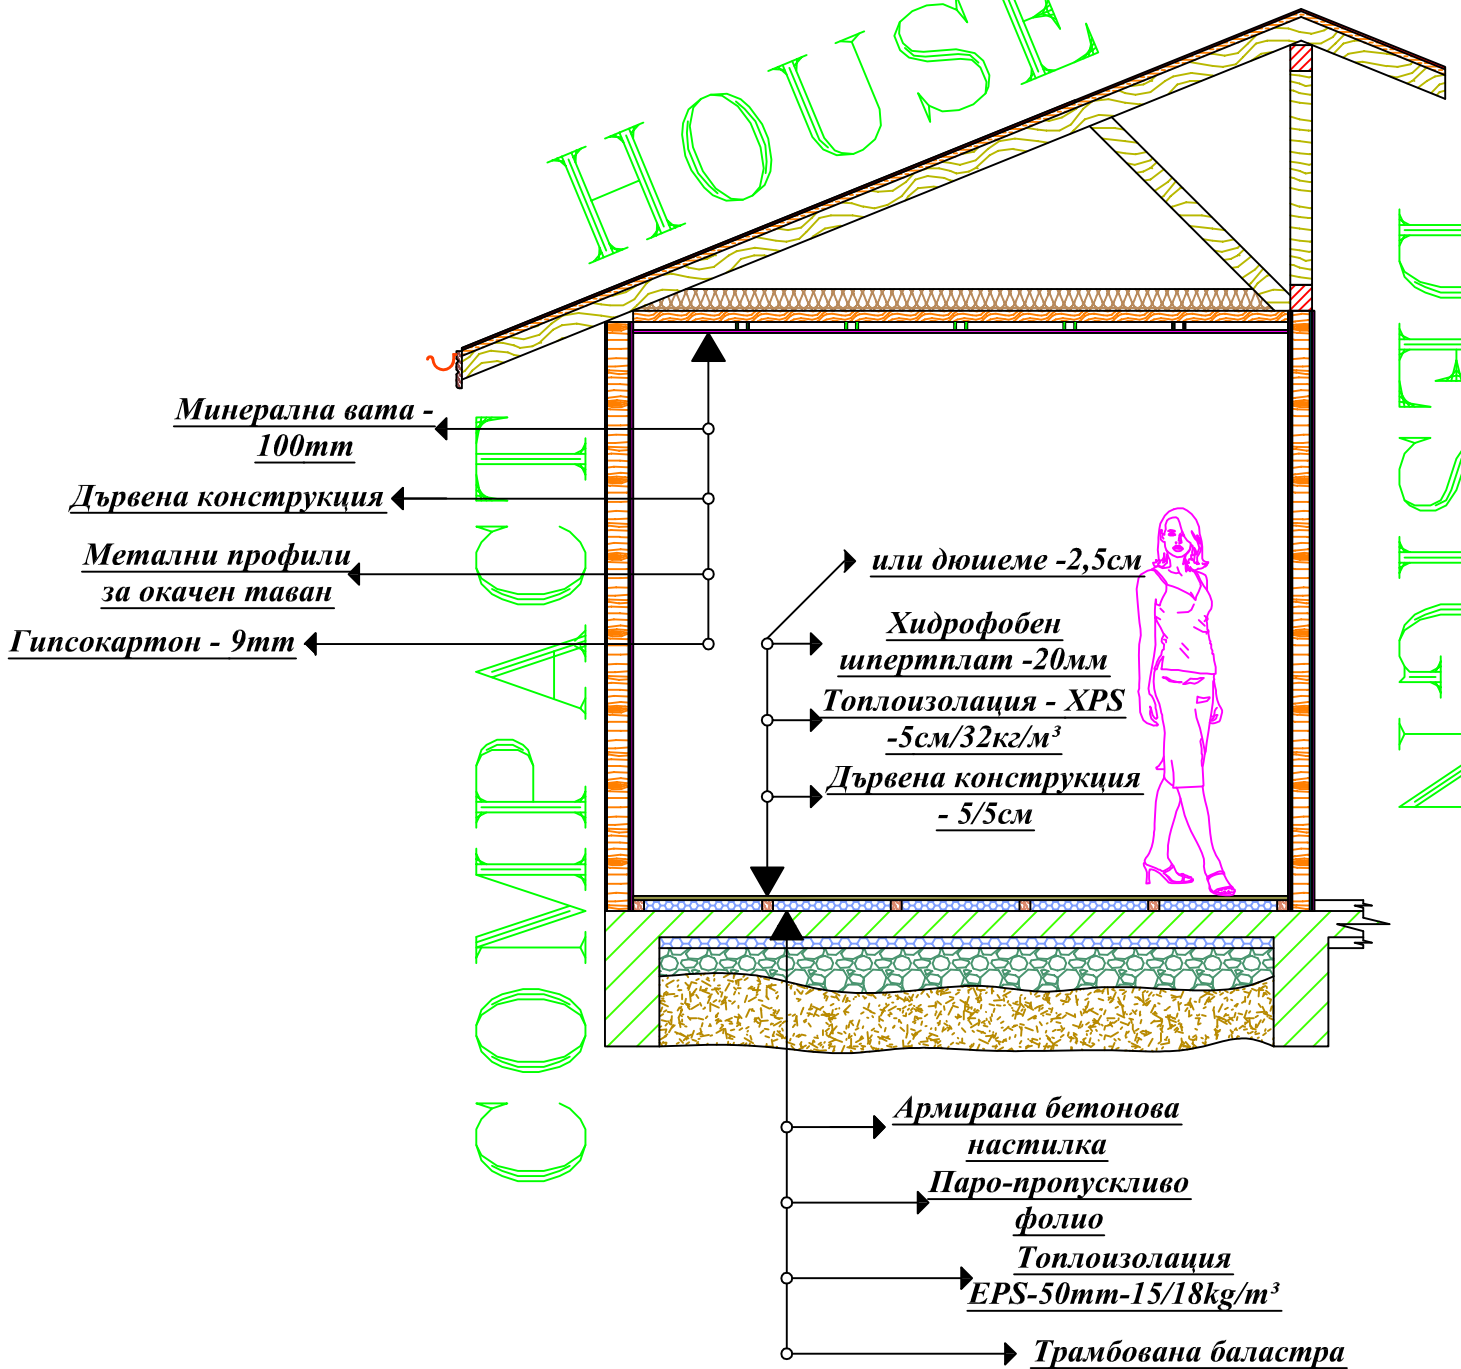 HOUSE
COMPACT
DESIGN
Минерална вата -
100mm
Дървена конструкция
Метални профили
за окачен таван
Гипсокартон - 9mm
или дюшеме -2,5см
Хидрофобен
шперплат -20мм
Топлоизолация - XPS
-5см/32кг/м³
Дървена конструкция
- 5/5см
Армирана бетонова
настилка
Паро-пропускливо
фолио
Топлоизолация
EPS-50mm-15/18kg/m³
Трамбована баластра